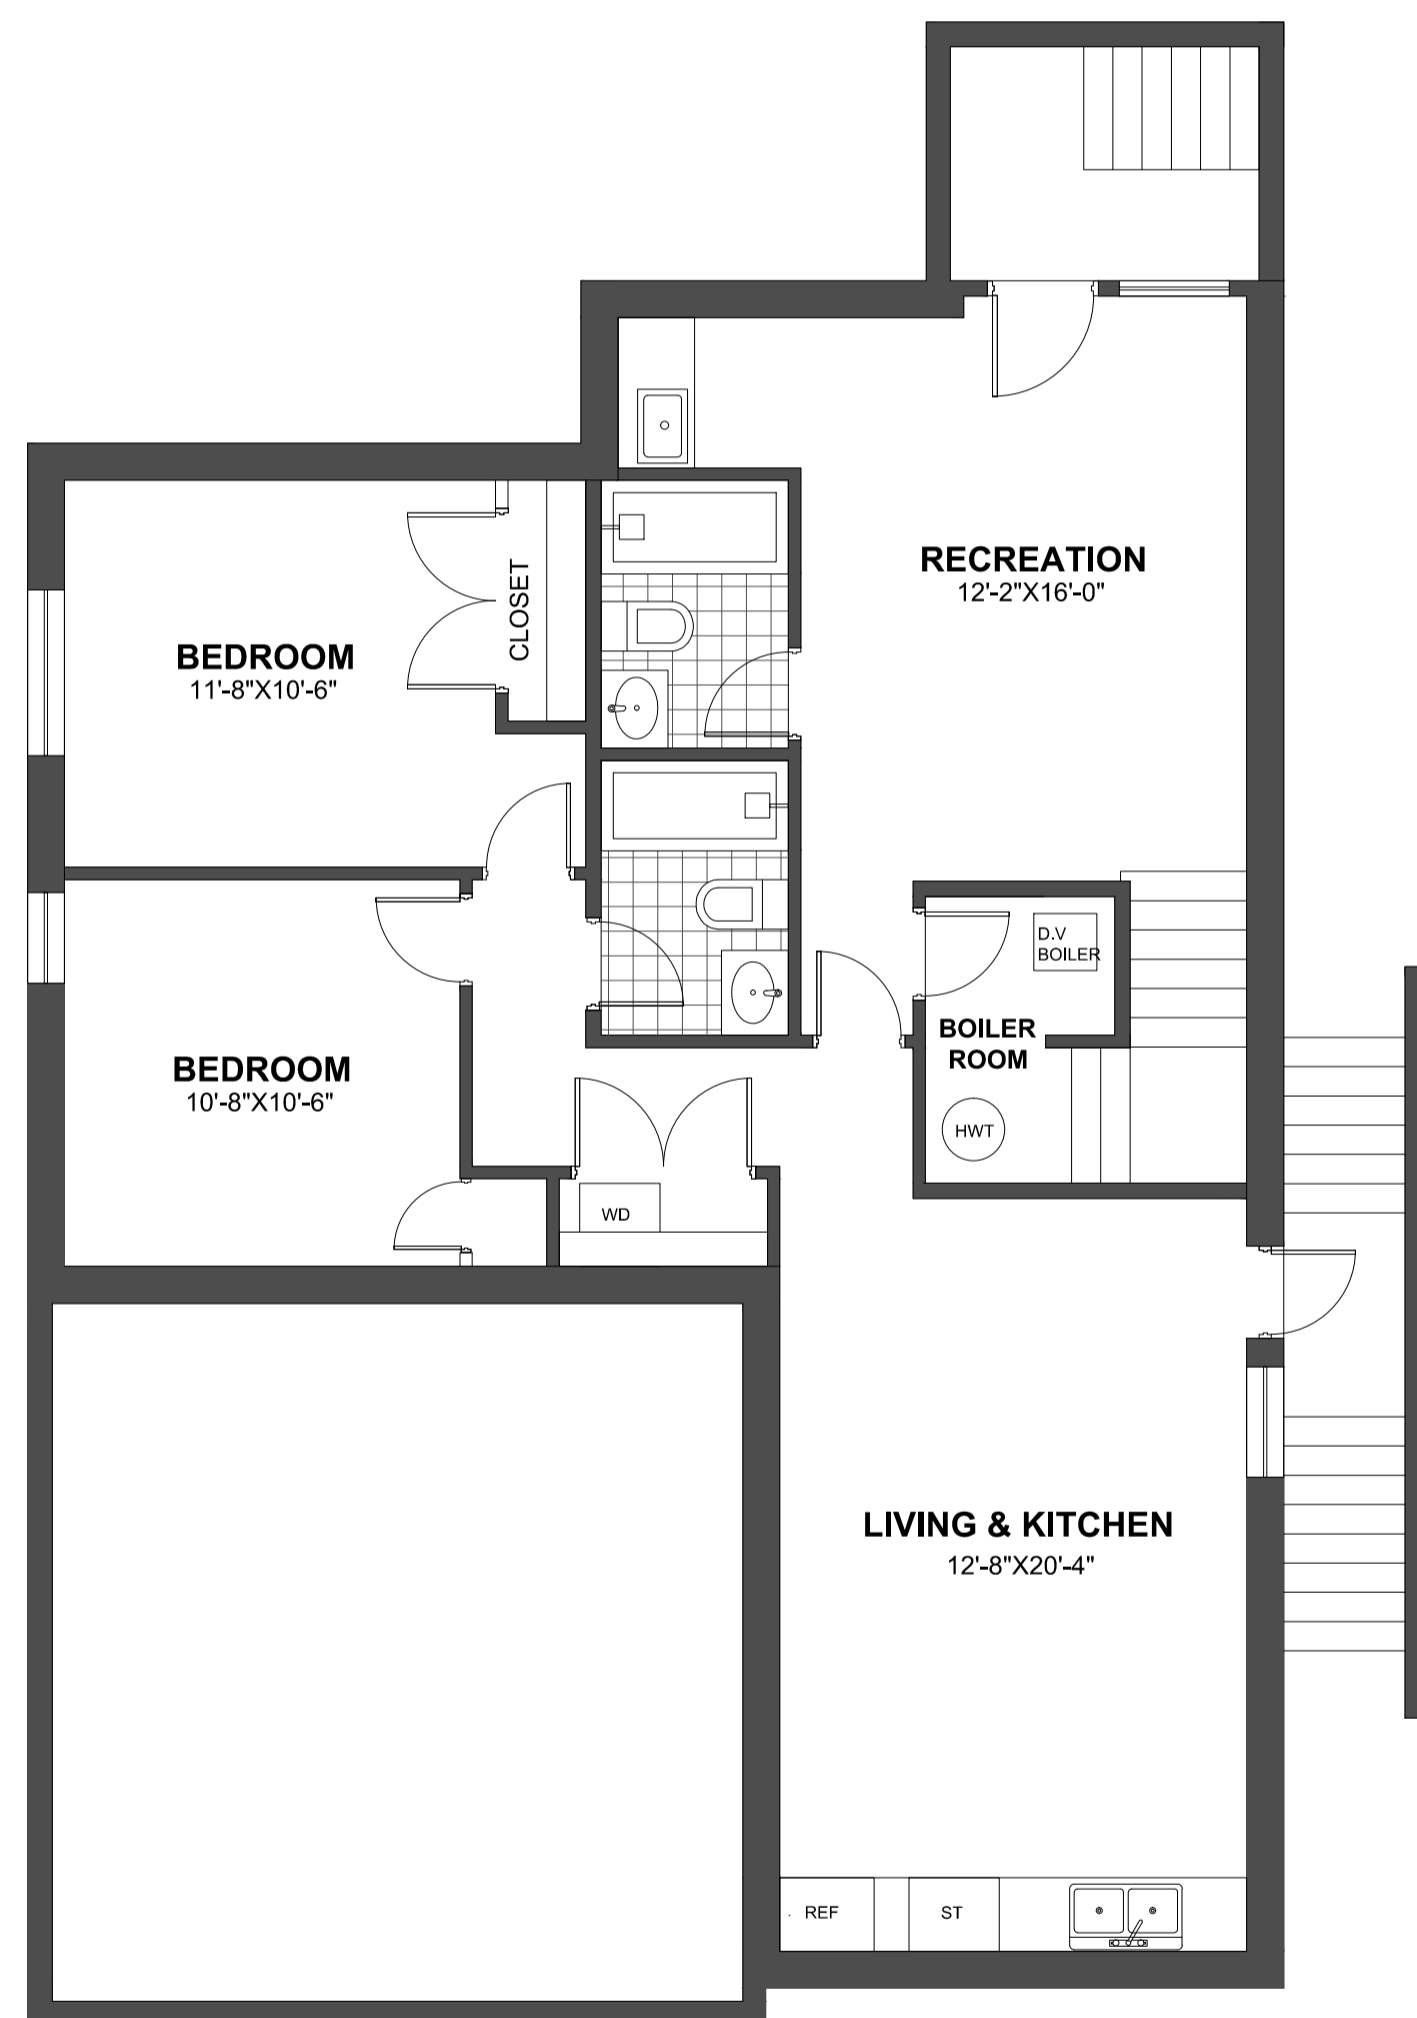 RECREATION
12'-2"X16'-0"
CLOSET
BEDROOM
11'-8"X10'-6"
D.V
BOILER
BOILER
ROOM
BEDROOM
10'-8"X10'-6"
HWT
WD
LIVING & KITCHEN
12'-8"X20'-4"
REF
ST